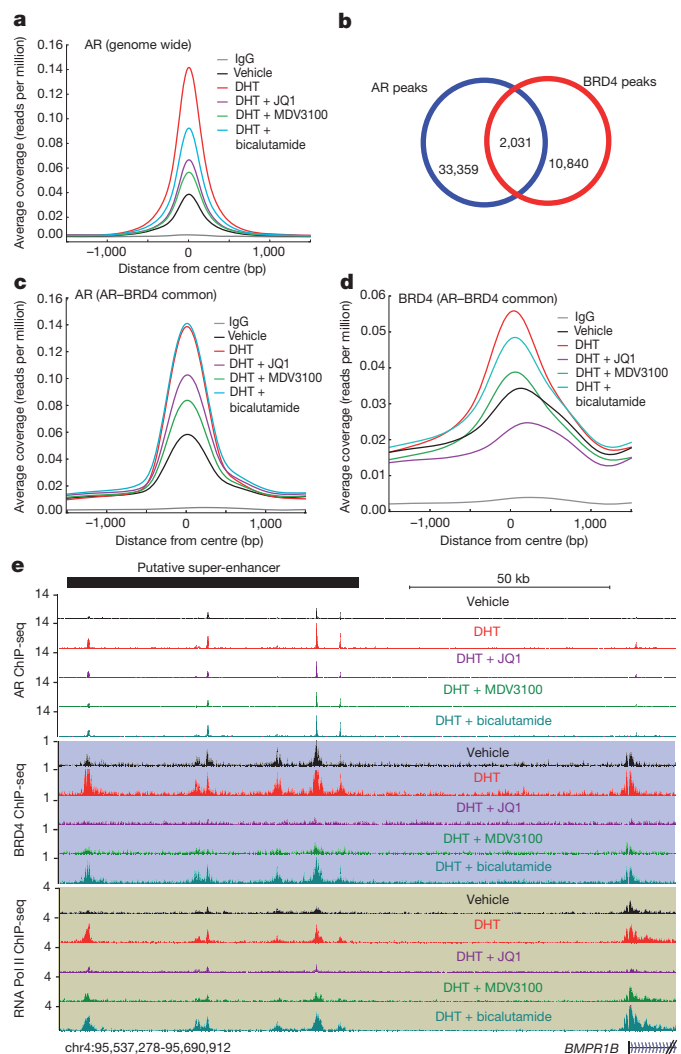 a
AR (genome wide)
Average coverage (reads per million)
0.16
0.14
0.12
0.10
0.08
0.06
0.04
0.02
0.00
IgG
Vehicle
DHT
DHT + JQ1
DHT + MDV3100
DHT +
bicalutamide
−1,000 0 1,000
Distance from centre (bp)
b
AR peaks
BRD4 peaks
33,359
2,031
10,840
c
AR (AR–BRD4 common)
Average coverage (reads per million)
0.16
0.14
0.12
0.10
0.08
0.06
0.04
0.02
0.00
IgG
Vehicle
DHT
DHT + JQ1
DHT + MDV3100
DHT +
bicalutamide
−1,000 0 1,000
Distance from centre (bp)
d
BRD4 (AR–BRD4 common)
Average coverage (reads per million)
0.06
0.05
0.04
0.03
0.02
0.01
0.00
IgG
Vehicle
DHT
DHT + JQ1
DHT + MDV3100
DHT +
bicalutamide
−1,000 0 1,000
Distance from centre (bp)
e
Putative super-enhancer
50 kb
AR ChIP-seq
14
Vehicle
14
DHT
14
DHT + JQ1
14
DHT + MDV3100
14
DHT + bicalutamide
BRD4 ChIP-seq
1
Vehicle
1
DHT
1
DHT + JQ1
1
DHT + MDV3100
1
DHT + bicalutamide
RNA Pol II ChIP-seq
4
Vehicle
4
DHT
4
DHT + JQ1
4
DHT + MDV3100
4
DHT + bicalutamide
chr4:95,537,278-95,690,912
BMPR1B